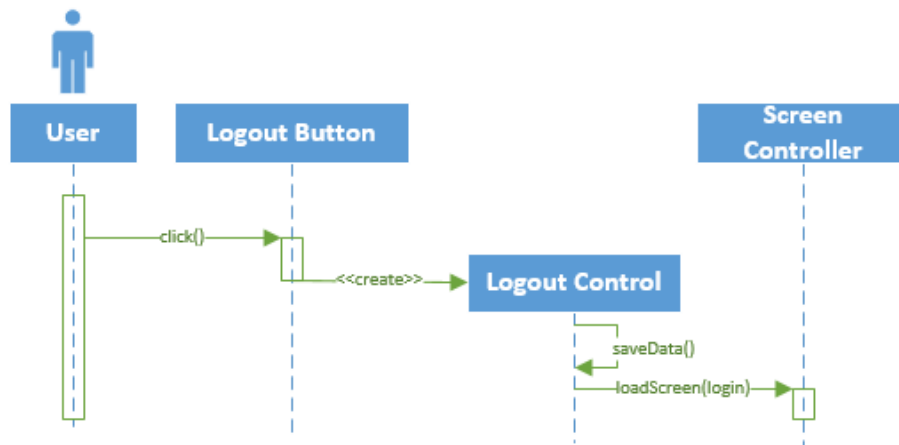 User
Logout Button
Screen
Controller
click()
<<create>>
Logout Control
saveData()
loadScreen(login)